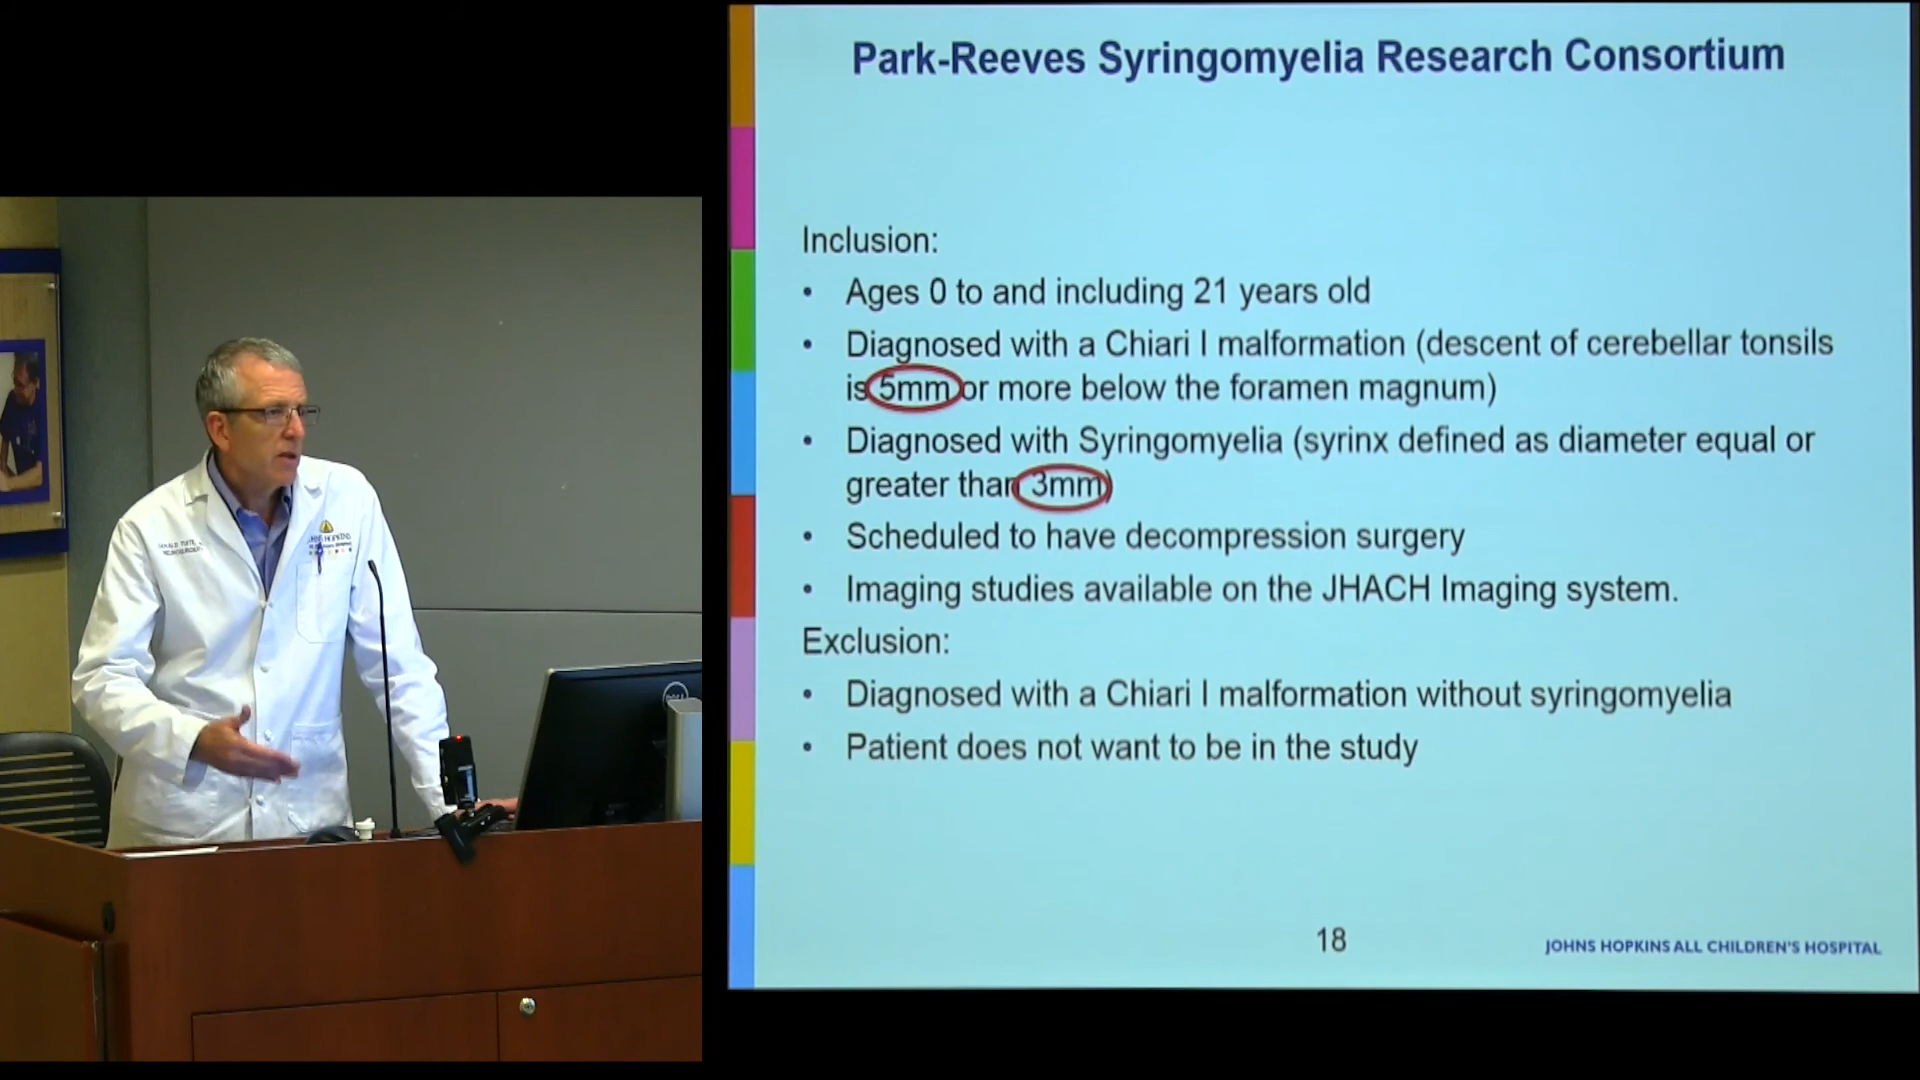 Park-Reeves Syringomyelia Research Consortium
Inclusion:
• Ages 0 to and including 21 years old
• Diagnosed with a Chiari I malformation (descent of cerebellar tonsils
is 5mm or more below the foramen magnum)
• Diagnosed with Syringomyelia (syrinx defined as diameter equal or
greater than 3mm)
• Scheduled to have decompression surgery
• Imaging studies available on the JHACH Imaging system.
Exclusion:
• Diagnosed with a Chiari I malformation without syringomyelia
• Patient does not want to be in the study
18
JOHNS HOPKINS ALL CHILDREN'S HOSPITAL
HOPKINS
DELL